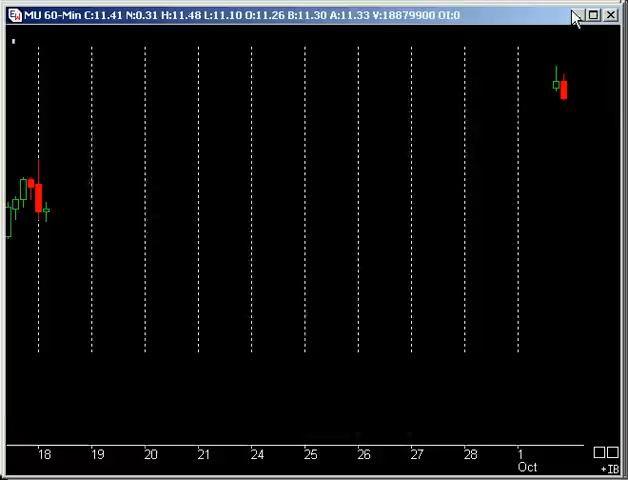 MU 60-Min C:11.41 N:0.31 H:11.48 L:11.10 O:11.26 B:11.30 A:11.33 V:18879900 OI:0
18 19 20 21 24 25 26 27 28 1
Oct
+IB